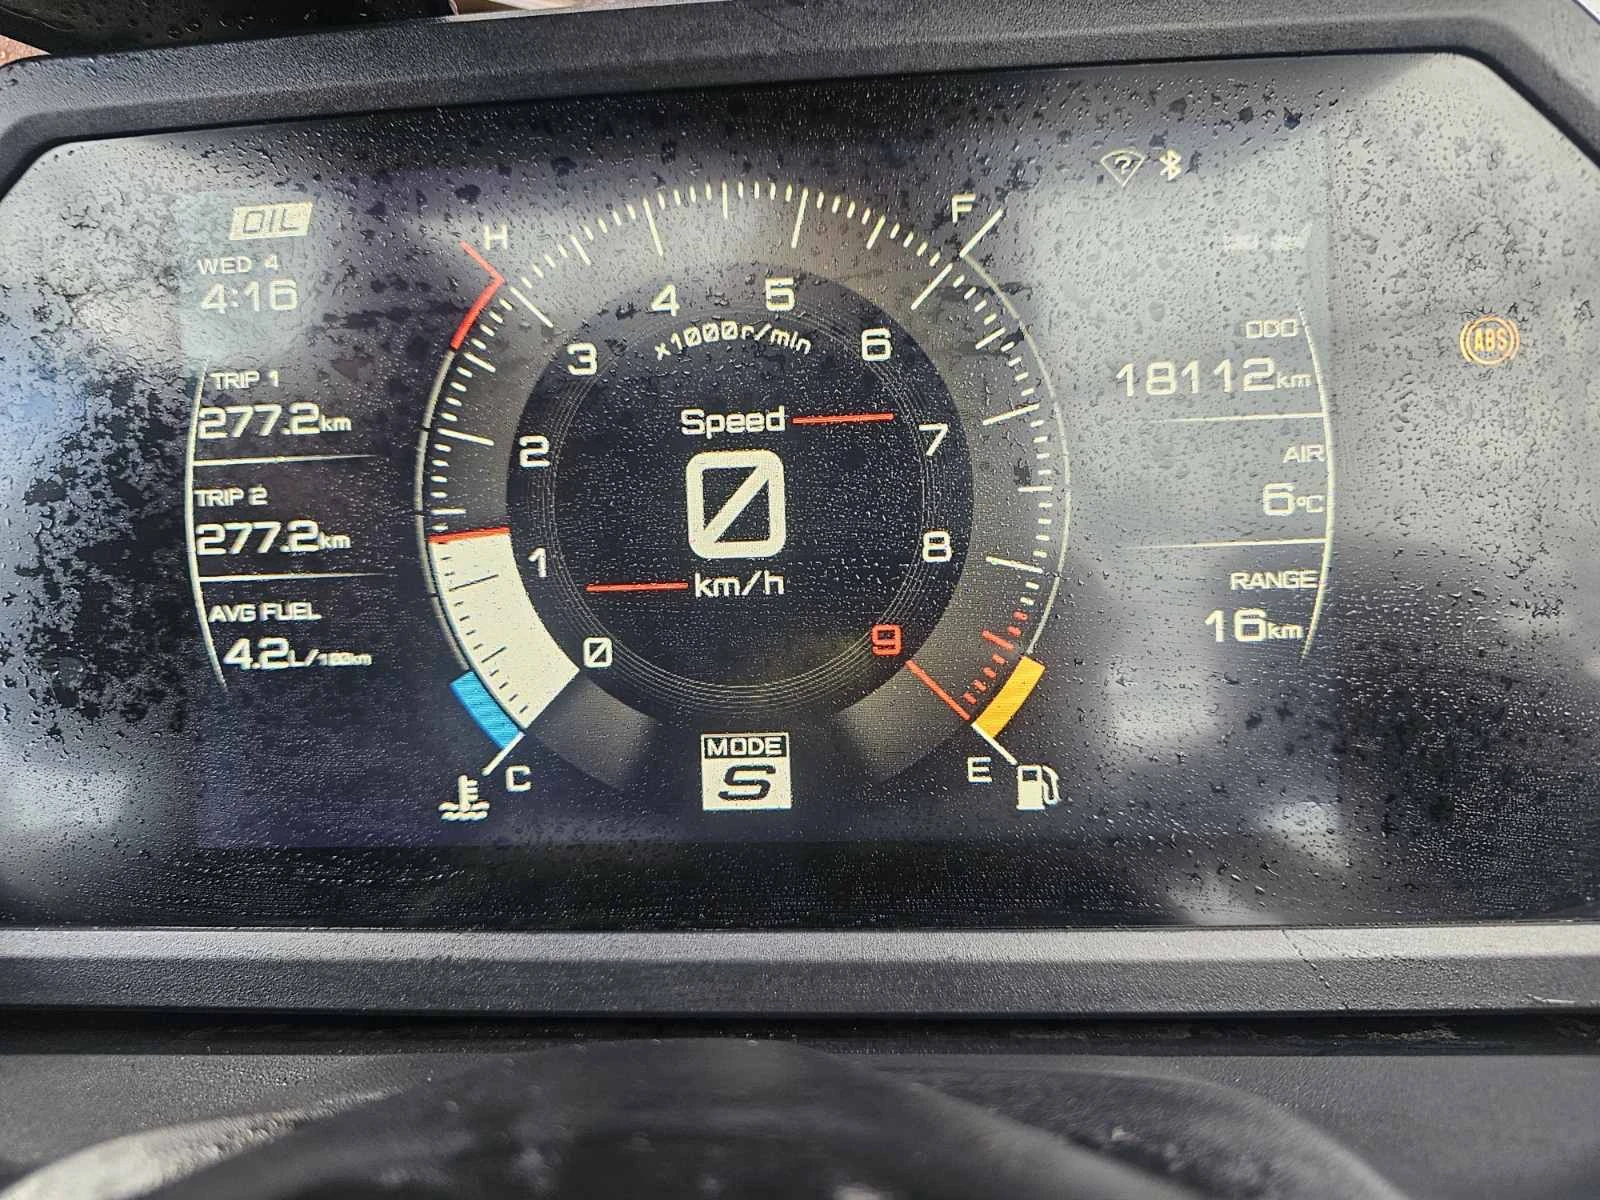 OIL
WED 4
4:16
TRIP 1
277.2km
TRIP 2
277.2km
AVG FUEL
4.2L/100km
H
F
0
1
2
3
4
5
6
7
8
9
x1000r/min
Speed
0
km/h
MODE
S
C
E
?
ODO
18112km
AIR
6°C
RANGE
16km
ABS